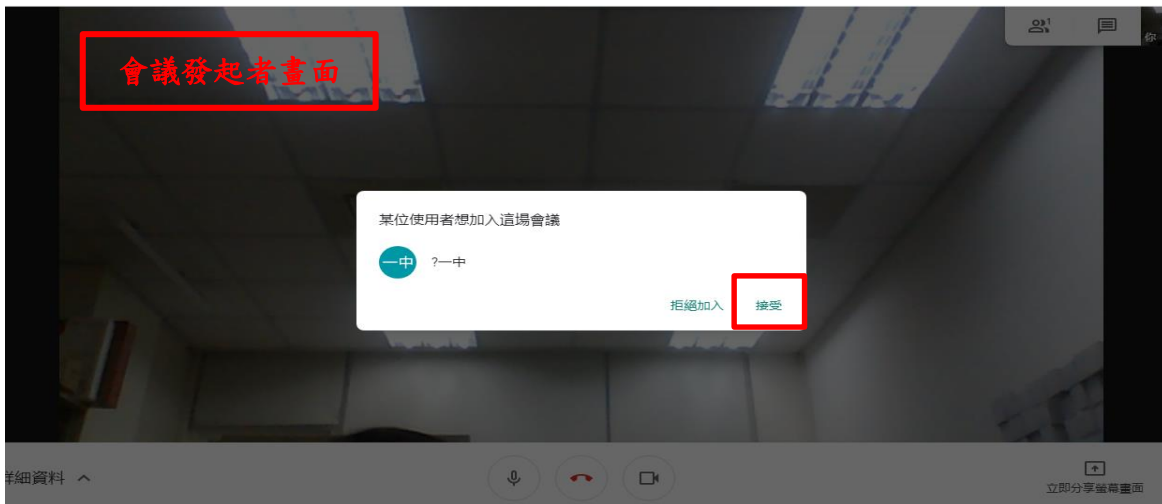 會議發起者畫面
1
你
某位使用者想加入這場會議
一中
?一中
拒絕加入
接受
詳細資料
立即分享螢幕畫面